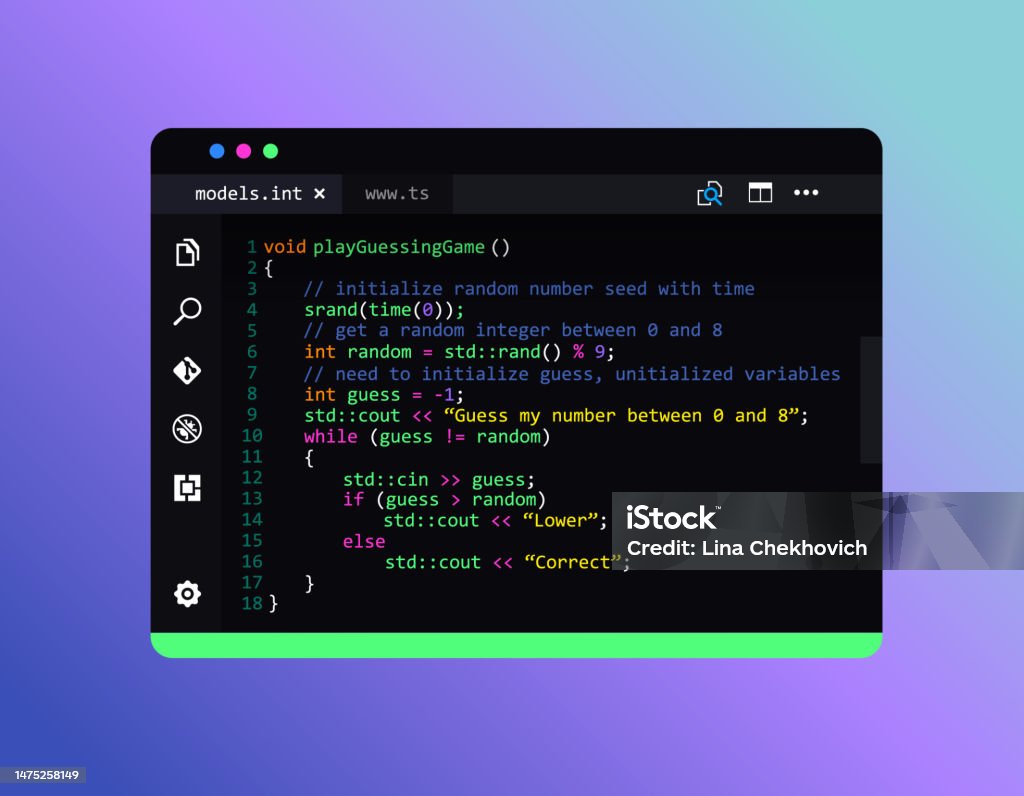 models.int × www.ts
1 void playGuessingGame ()
2 {
3 // initialize random number seed with time
4 srand(time(0));
5 // get a random integer between 0 and 8
6 int random = std::rand() % 9;
7 // need to initialize guess, unitialized variables
8 int guess = -1;
9 std::cout << “Guess my number between 0 and 8”;
10 while (guess != random)
11 {
12 std::cin >> guess;
13 if (guess > random)
14 std::cout << “Lower”;
15 else
16 std::cout << “Correct”;
17 }
18 }
iStock™
Credit: Lina Chekhovich
1475258149